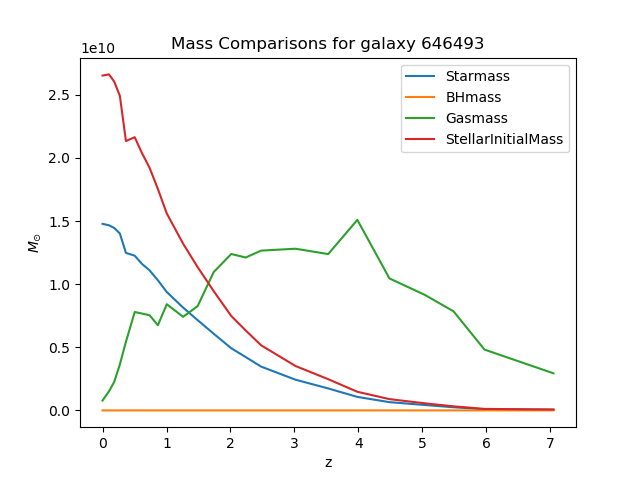 Mass Comparisons for galaxy 646493
1e10
Starmass
BHmass
Gasmass
StellarInitialMass
2.5
2.0
1.5
1.0
0.5
0.0
M⊙
0 1 2 3 4 5 6 7
z